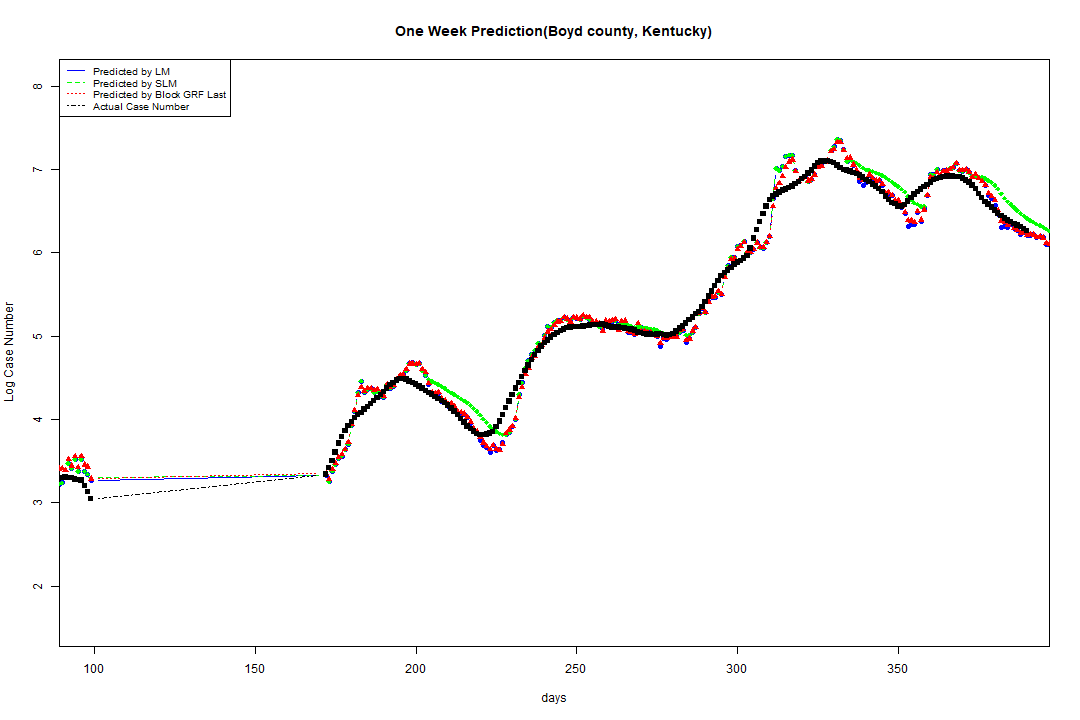 One Week Prediction(Boyd county, Kentucky)
Predicted by LM
Predicted by SLM
Predicted by Block GRF Last
Actual Case Number
8
7
6
5
4
3
2
Log Case Number
100 150 200 250 300 350
days